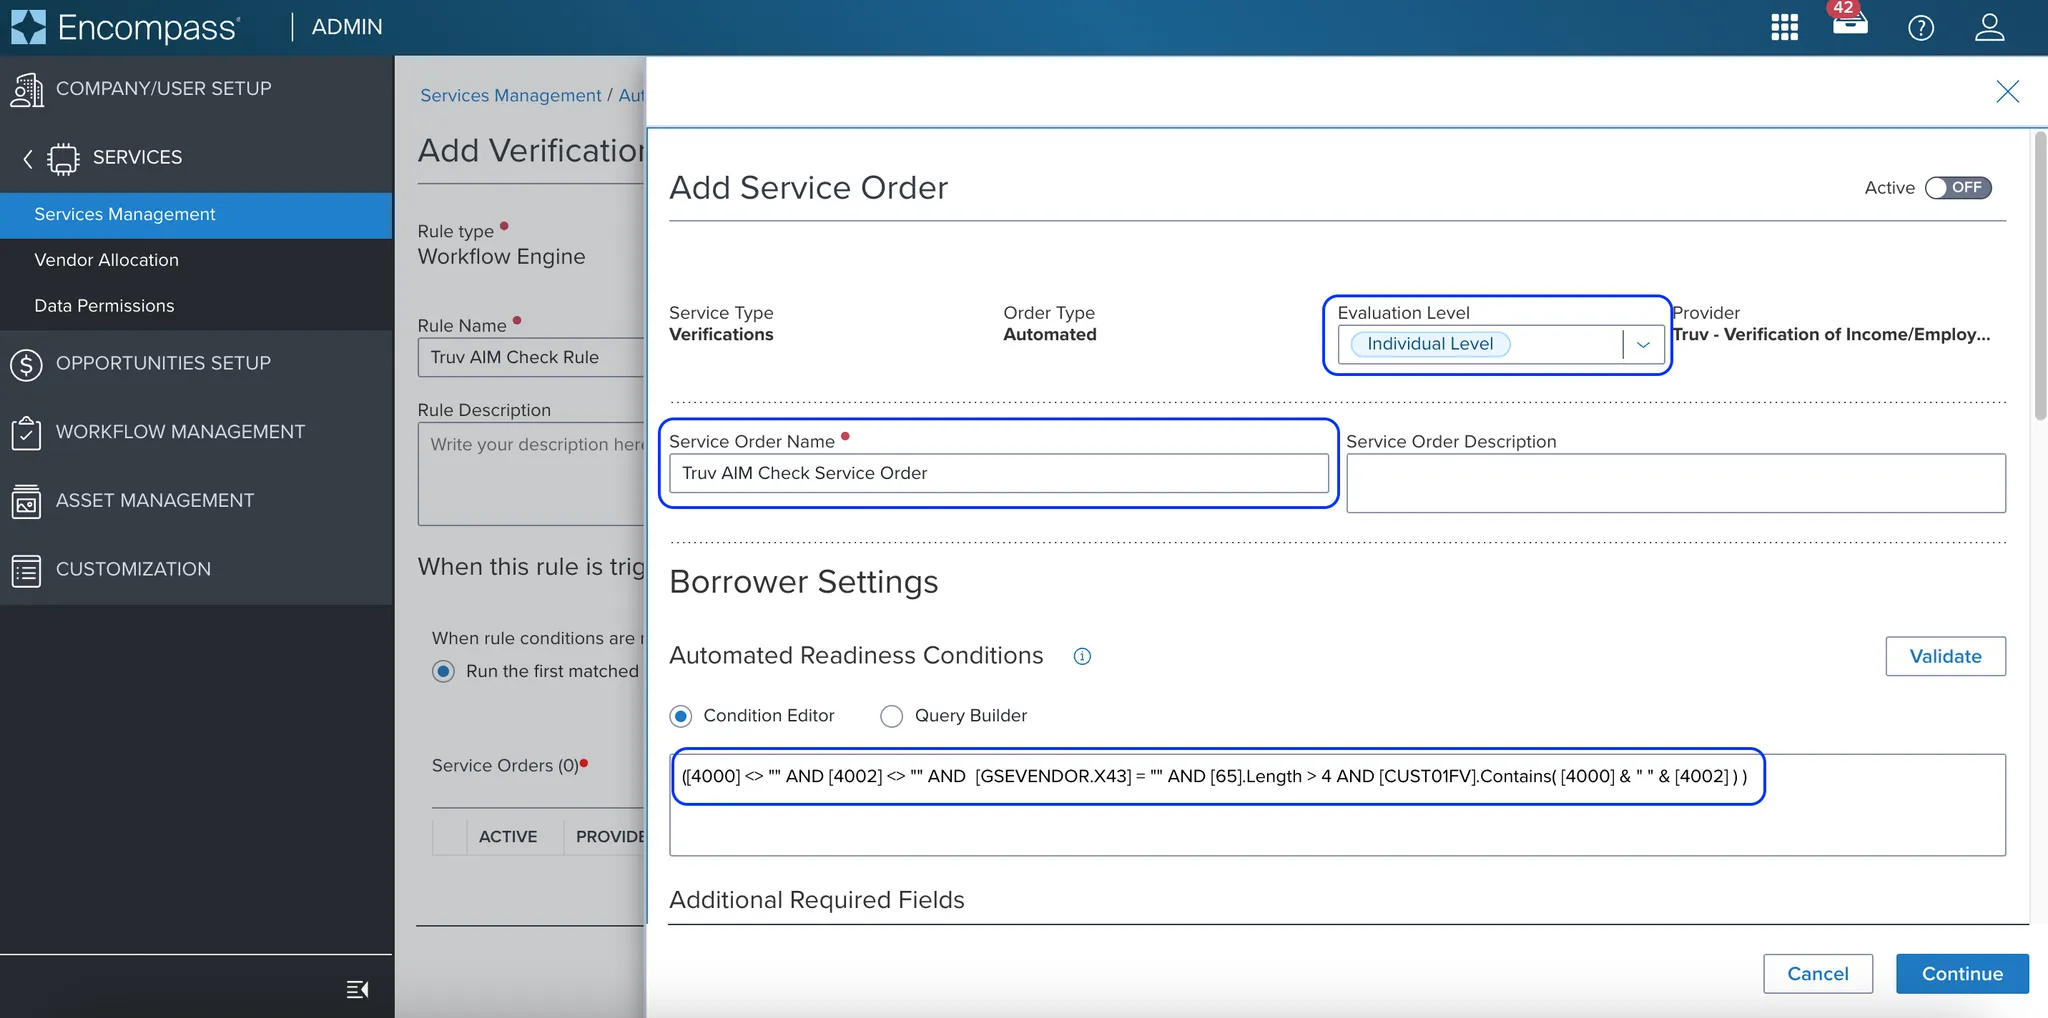 Encompass
ADMIN
42
COMPANY/USER SETUP
SERVICES
Services Management
Vendor Allocation
Data Permissions
OPPORTUNITIES SETUP
WORKFLOW MANAGEMENT
ASSET MANAGEMENT
CUSTOMIZATION
Services Management / Aut
Add Verification
Rule type
Workflow Engine
Rule Name
Truv AIM Check Rule
Rule Description
Write your description here
When this rule is trig
When rule conditions are
Run the first matched
Service Orders (0)
ACTIVE PROVIDE
Add Service Order
Active OFF
Service Type
Verifications
Order Type
Automated
Evaluation Level
Individual Level
Provider
Truv - Verification of Income/Employ...
Service Order Name
Truv AIM Check Service Order
Service Order Description
Borrower Settings
Automated Readiness Conditions
Validate
Condition Editor
Query Builder
([4000] <> "" AND [4002] <> "" AND  [GSEVENDOR.X43] = "" AND [65].Length > 4 AND [CUST01FV].Contains( [4000] & " " & [4002] ) )
Additional Required Fields
Cancel
Continue